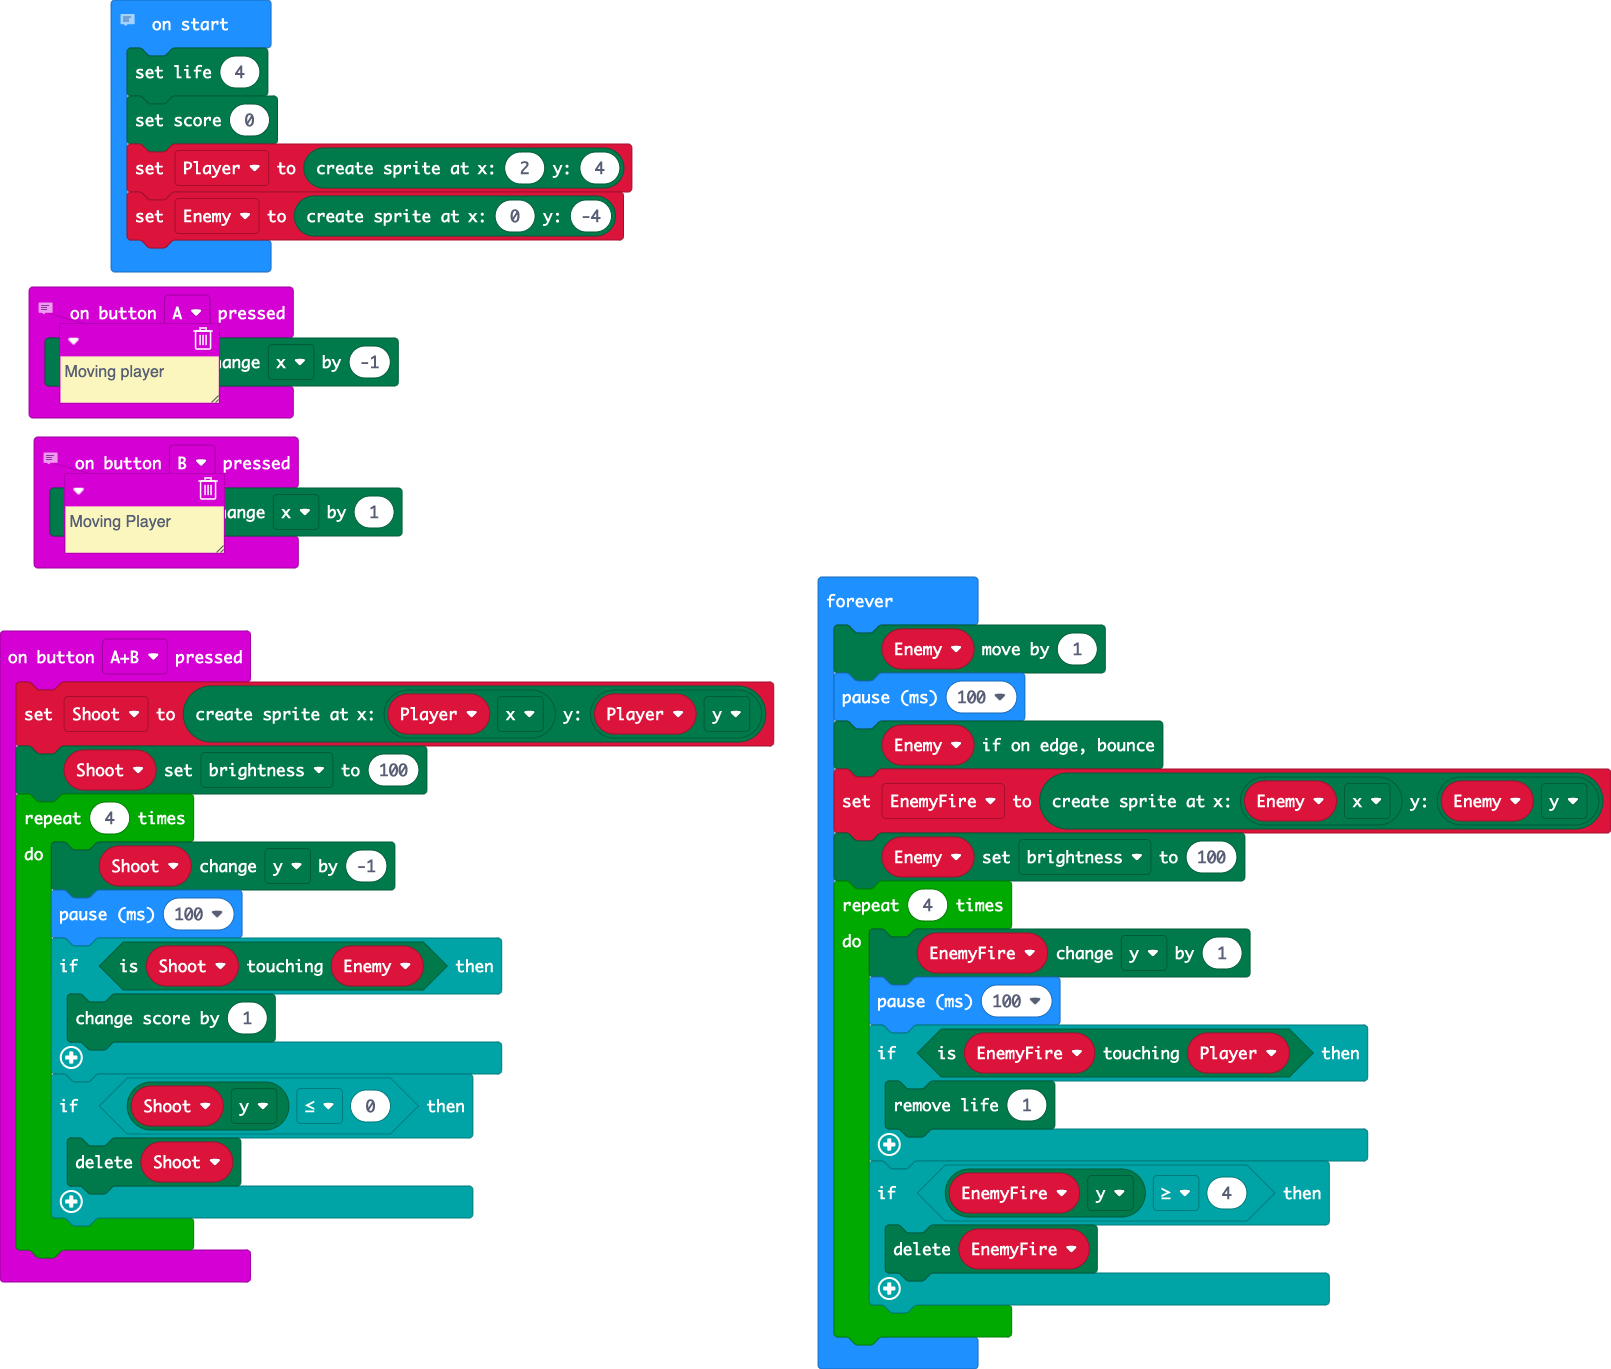 on start
set life 4
set score 0
set Player to create sprite at x: 2 y: 4
set Enemy to create sprite at x: 0 y: -4
on button A pressed
ange x by -1
Moving player
on button B pressed
ange x by 1
Moving Player
on button A+B pressed
set Shoot to create sprite at x: Player x y: Player y
Shoot set brightness to 100
repeat 4 times
do
Shoot change y by -1
pause (ms) 100
if is Shoot touching Enemy then
change score by 1
if Shoot y ≤ 0 then
delete Shoot
forever
Enemy move by 1
pause (ms) 100
Enemy if on edge, bounce
set EnemyFire to create sprite at x: Enemy x y: Enemy y
Enemy set brightness to 100
repeat 4 times
do
EnemyFire change y by 1
pause (ms) 100
if is EnemyFire touching Player then
remove life 1
if EnemyFire y ≥ 4 then
delete EnemyFire